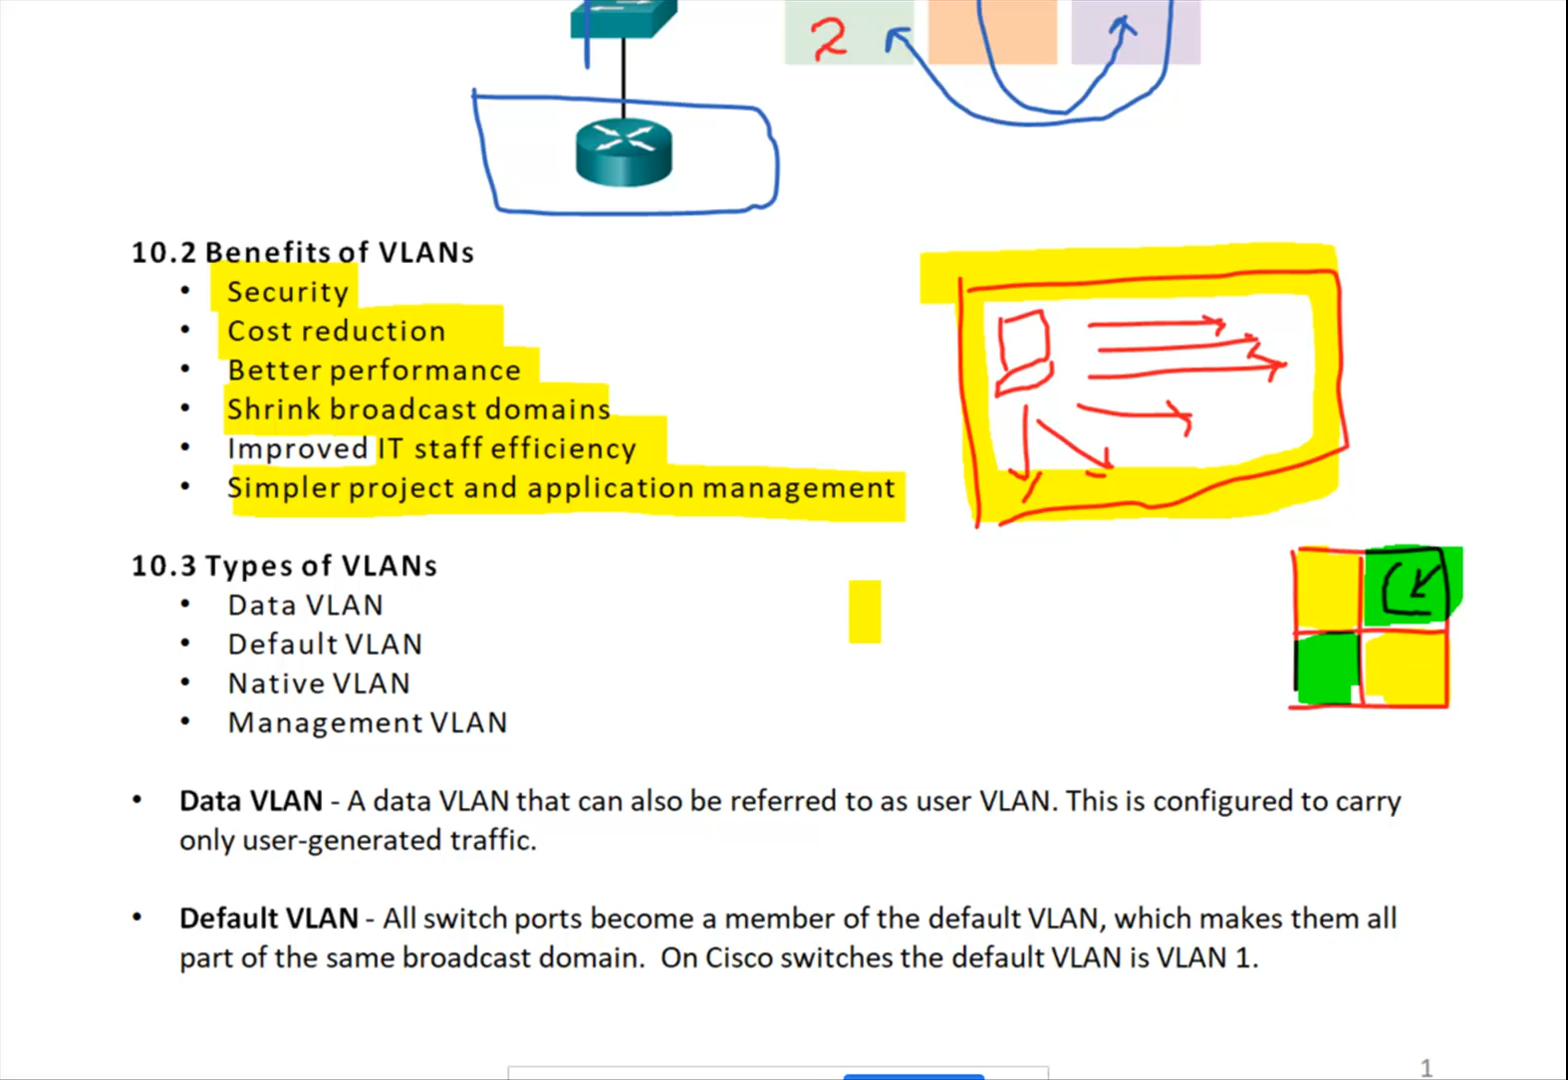 2
10.2 Benefits of VLANs
• Security
• Cost reduction
• Better performance
• Shrink broadcast domains
• Improved IT staff efficiency
• Simpler project and application management
10.3 Types of VLANs
• Data VLAN
• Default VLAN
• Native VLAN
• Management VLAN
• Data VLAN - A data VLAN that can also be referred to as user VLAN. This is configured to carry
only user-generated traffic.
• Default VLAN - All switch ports become a member of the default VLAN, which makes them all
part of the same broadcast domain. On Cisco switches the default VLAN is VLAN 1.
1